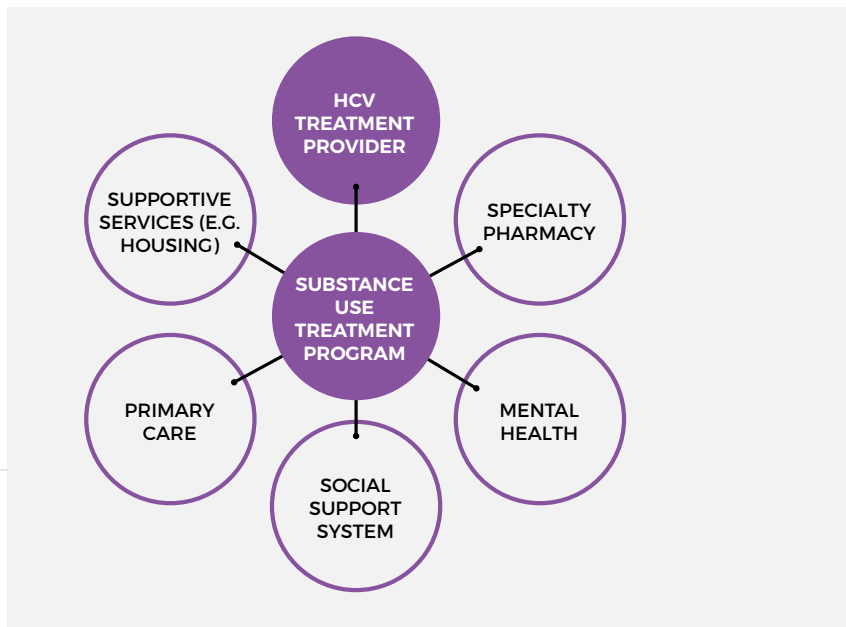 HCV
TREATMENT
PROVIDER
SUPPORTIVE
SERVICES (E.G.
HOUSING)
SPECIALTY
PHARMACY
SUBSTANCE
USE
TREATMENT
PROGRAM
PRIMARY
CARE
MENTAL
HEALTH
SOCIAL
SUPPORT
SYSTEM